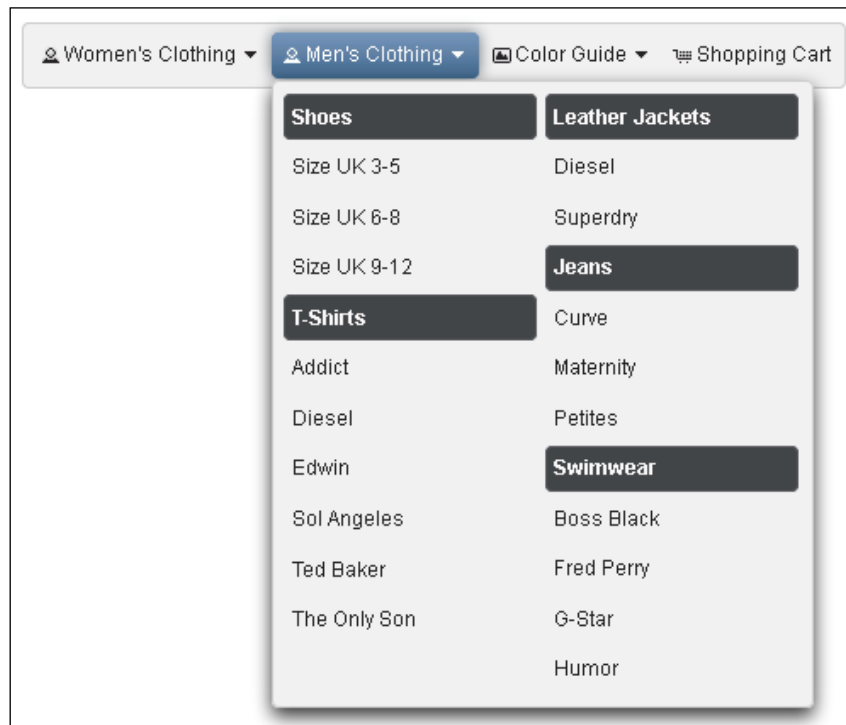 Women's Clothing
Men's Clothing
Color Guide
Shopping Cart
Shoes
Size UK 3-5
Size UK 6-8
Size UK 9-12
T-Shirts
Addict
Diesel
Edwin
Sol Angeles
Ted Baker
The Only Son
Leather Jackets
Diesel
Superdry
Jeans
Curve
Maternity
Petites
Swimwear
Boss Black
Fred Perry
G-Star
Humor